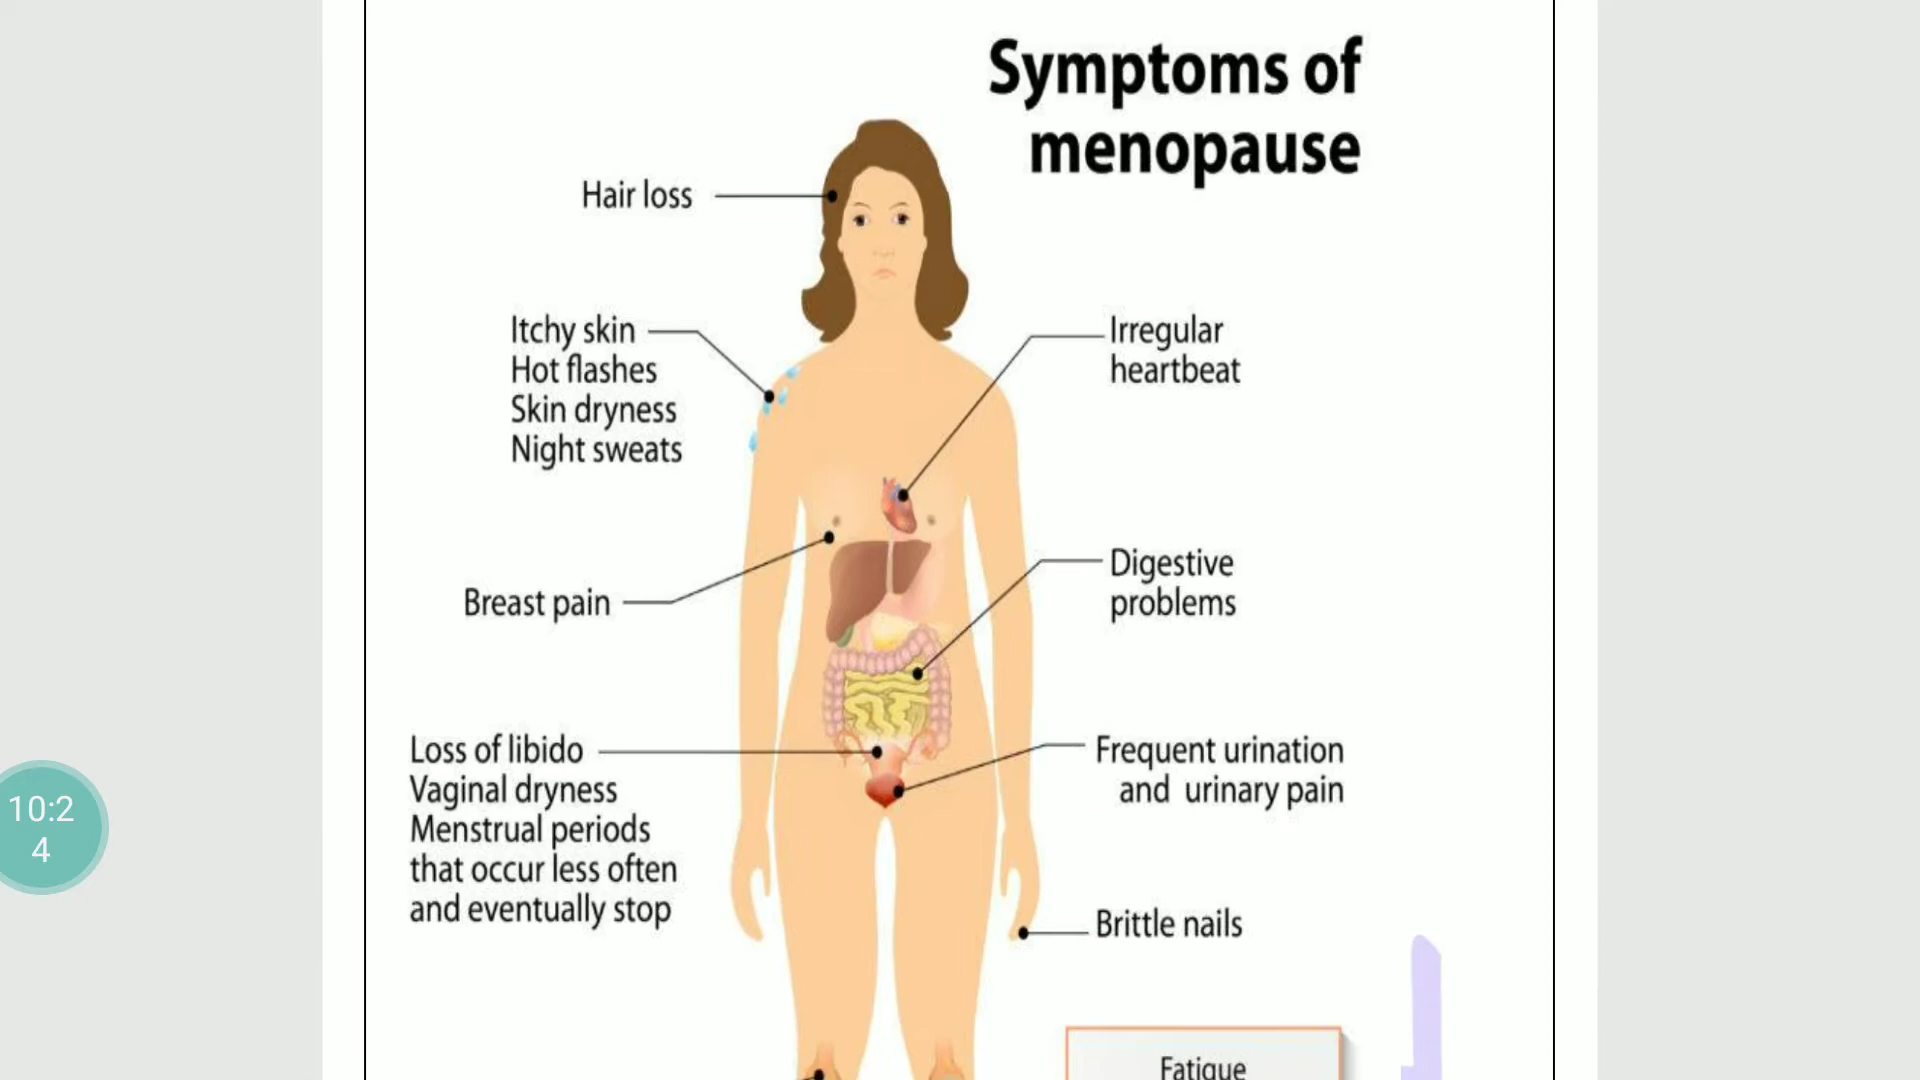 Symptoms of
menopause
Hair loss
Itchy skin
Hot flashes
Skin dryness
Night sweats
Irregular
heartbeat
Breast pain
Digestive
problems
Loss of libido
Vaginal dryness
Menstrual periods
that occur less often
and eventually stop
Frequent urination
and urinary pain
Brittle nails
Fatigue
10:2
4